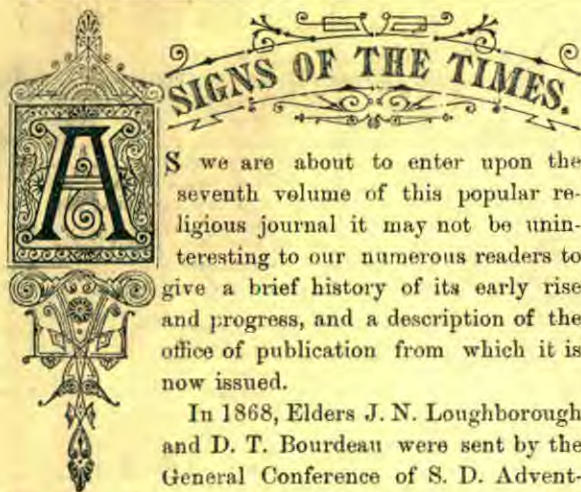 SIGNS OF THE TIMES.
AS we are about to enter upon the
seventh volume of this popular re-
ligious journal it may not be unin-
teresting to our numerous readers to
give a brief history of its early rise
and progress, and a description of the
office of publication from which it is
now issued.
In 1868, Elders J. N. Loughborough
and D. T. Bourdeau were sent by the
General Conference of S. D. Advent-